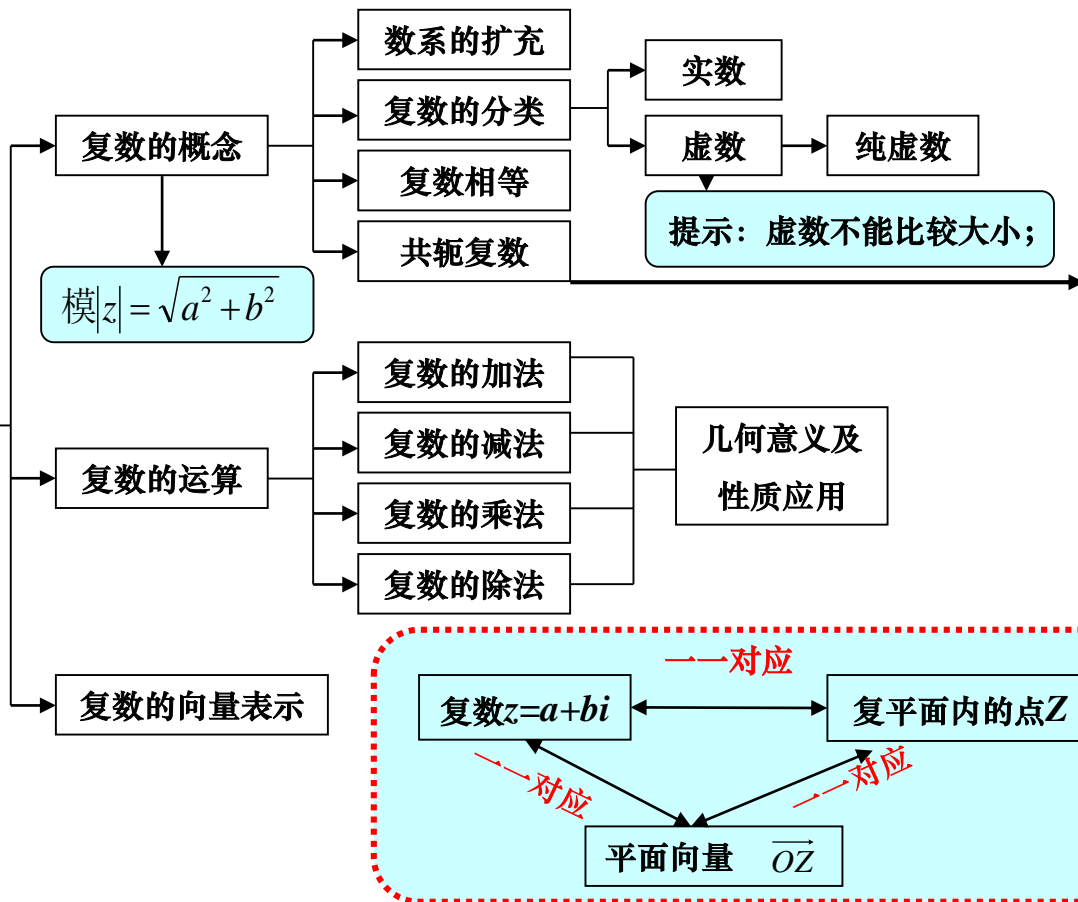 数系的扩充
复数的分类
实数
复数的概念
虚数
纯虚数
复数相等
提示：虚数不能比较大小；
共轭复数
模|z|=√a²+b²
复数的加法
复数的减法
几何意义及
性质应用
复数的运算
复数的乘法
复数的除法
一一对应
复数的向量表示
复数z=a+bi
复平面内的点Z
一一对应
一一对应
平面向量 \overrightarrow{OZ}